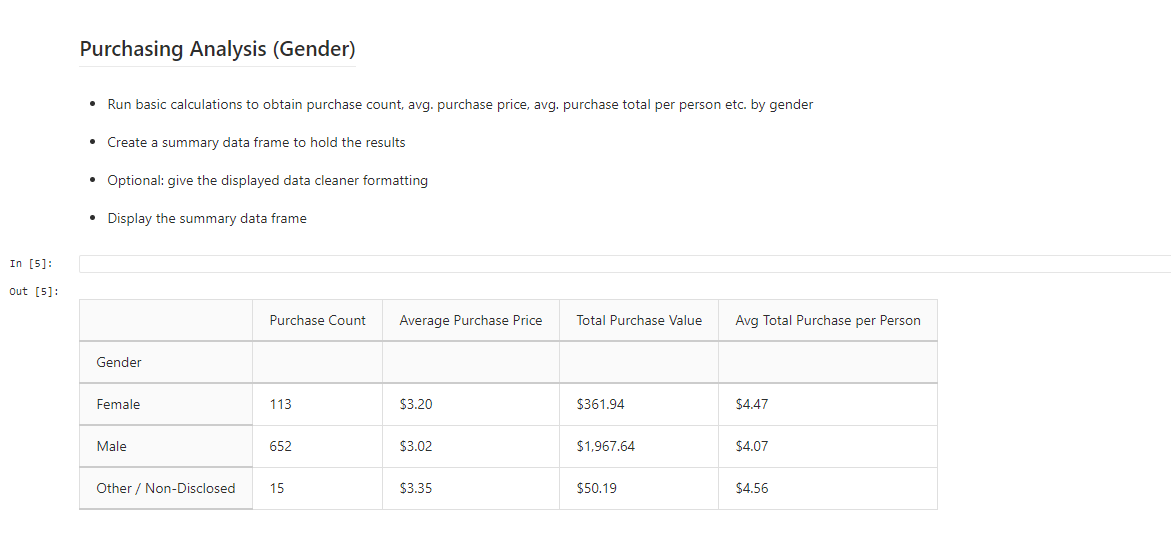 Purchasing Analysis (Gender)
Run basic calculations to obtain purchase count, avg. purchase price, avg. purchase total per person etc. by gender
Create a summary data frame to hold the results
Optional: give the displayed data cleaner formatting
Display the summary data frame
In [5]:
Out [5]:
Purchase Count Average Purchase Price Total Purchase Value Avg Total Purchase per Person
Gender
Female 113 $3.20 $361.94 $4.47
Male 652 $3.02 $1,967.64 $4.07
Other / Non-Disclosed 15 $3.35 $50.19 $4.56